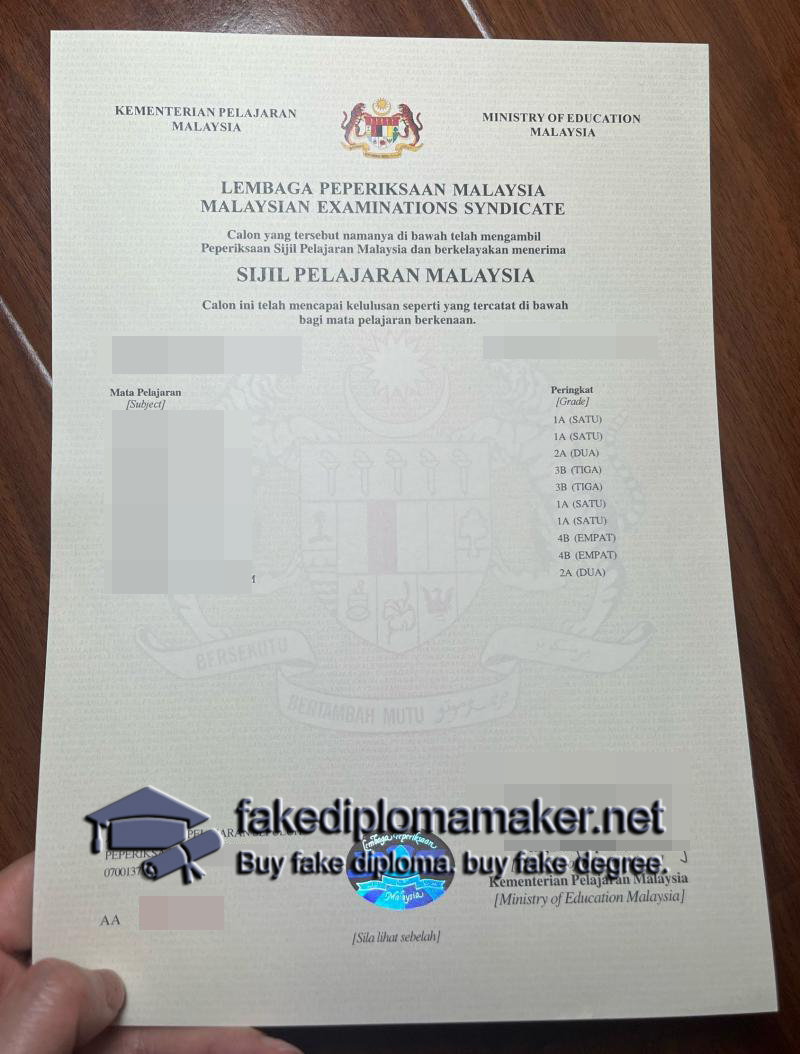 KEMENTERIAN PELAJARAN
MALAYSIA
MINISTRY OF EDUCATION
MALAYSIA
LEMBAGA PEPERIKSAAN MALAYSIA
MALAYSIAN EXAMINATIONS SYNDICATE
Calon yang tersebut namanya di bawah telah mengambil
Peperiksaan Sijil Pelajaran Malaysia dan berkelayakan menerima
SIJIL PELAJARAN MALAYSIA
Calon ini telah mencapai kelulusan seperti yang tercatat di bawah
bagi mata pelajaran berkenaan.
Mata Pelajaran
[Subject]
Peringkat
[Grade]
1A (SATU)
1A (SATU)
2A (DUA)
3B (TIGA)
3B (TIGA)
1A (SATU)
1A (SATU)
4B (EMPAT)
4B (EMPAT)
2A (DUA)
BERSEKUTU
BERTAMBAH MUTU
fakediplomamaker.net
Buy fake diploma, buy fake degree.
Lembaga Peperiksaan
Malaysia
Kementerian Pelajaran Malaysia
[Ministry of Education Malaysia]
AA
[Sila lihat sebelah]